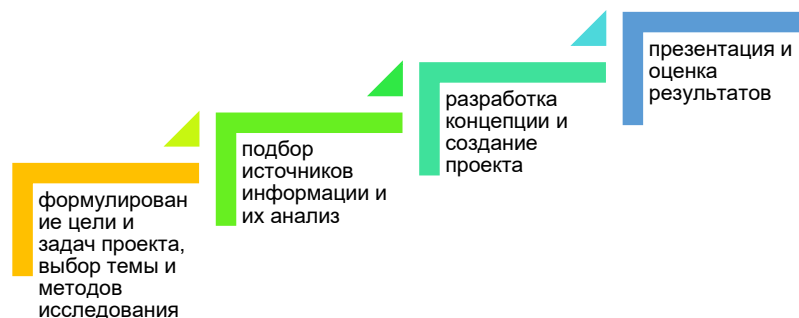 формулирован
ие цели и
задач проекта,
выбор темы и
методов
исследования
подбор
источников
информации и
их анализ
разработка
концепции и
создание
проекта
презентация и
оценка
результатов